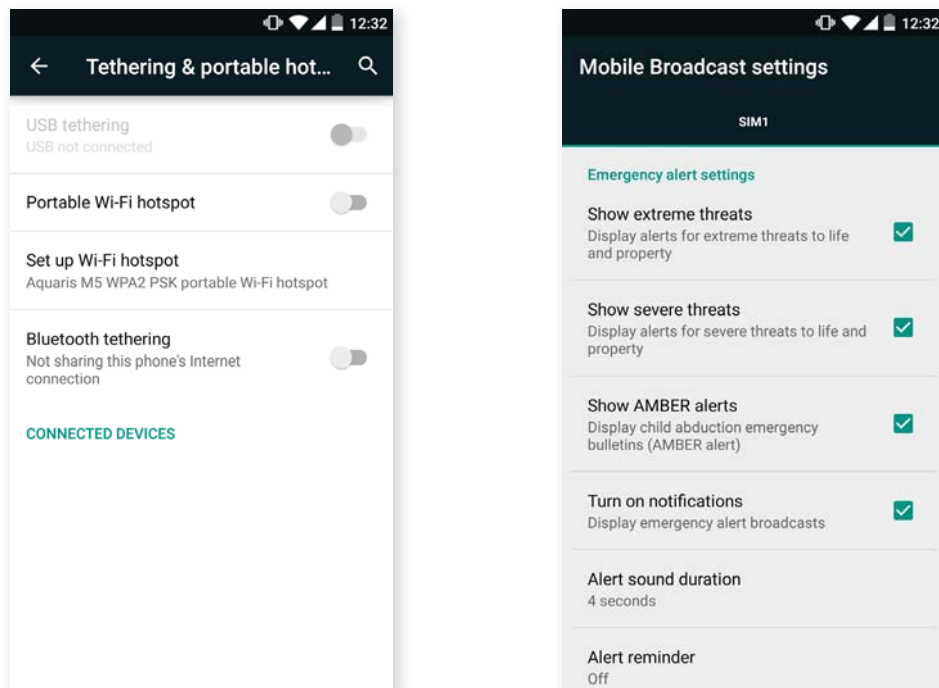 12:32
Tethering & portable hot...
USB tethering
USB not connected
Portable Wi-Fi hotspot
Set up Wi-Fi hotspot
Aquaris M5 WPA2 PSK portable Wi-Fi hotspot
Bluetooth tethering
Not sharing this phone's Internet
connection
CONNECTED DEVICES
12:32
Mobile Broadcast settings
SIM1
Emergency alert settings
Show extreme threats
Display alerts for extreme threats to life
and property
Show severe threats
Display alerts for severe threats to life and
property
Show AMBER alerts
Display child abduction emergency
bulletins (AMBER alert)
Turn on notifications
Display emergency alert broadcasts
Alert sound duration
4 seconds
Alert reminder
Off